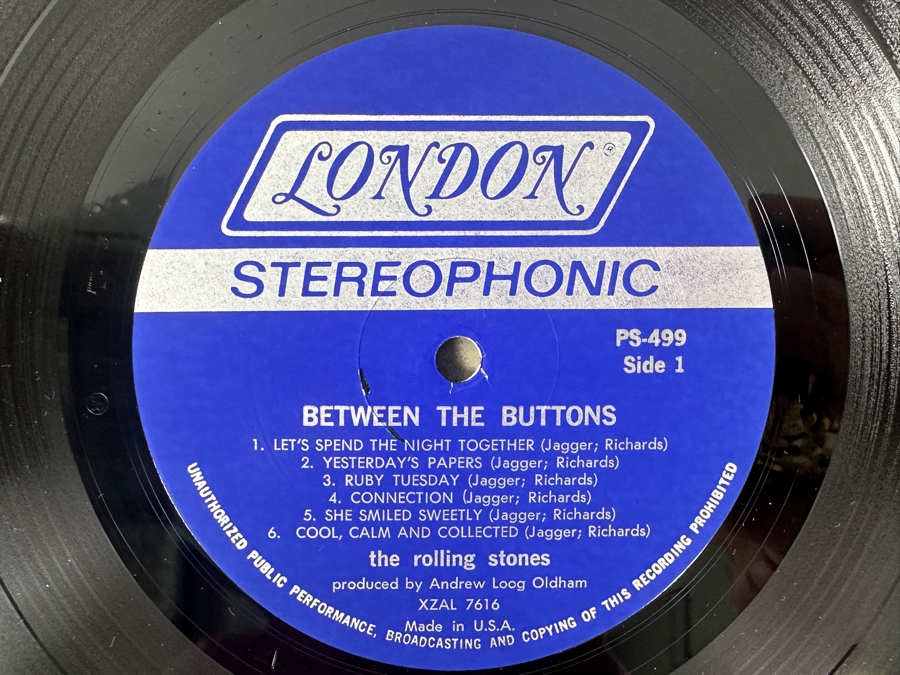 LONDON ®
STEREOPHONIC
PS-499
Side 1
BETWEEN THE BUTTONS
1. LET'S SPEND THE NIGHT TOGETHER (Jagger; Richards)
2. YESTERDAY'S PAPERS (Jagger; Richards)
3. RUBY TUESDAY (Jagger; Richards)
4. CONNECTION (Jagger; Richards)
5. SHE SMILED SWEETLY (Jagger; Richards)
6. COOL, CALM AND COLLECTED (Jagger; Richards)
the rolling stones
produced by Andrew Loog Oldham
XZAL 7616
Made in U.S.A.
UNAUTHORIZED PUBLIC PERFORMANCE, BROADCASTING AND COPYING OF THIS RECORDING PROHIBITED